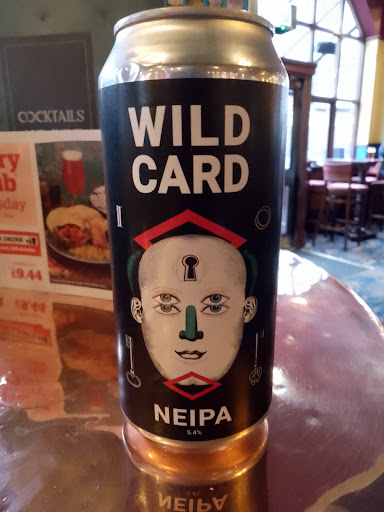 COCKTAILS
WILD
CARD
NEIPA
5.4%
£9.44